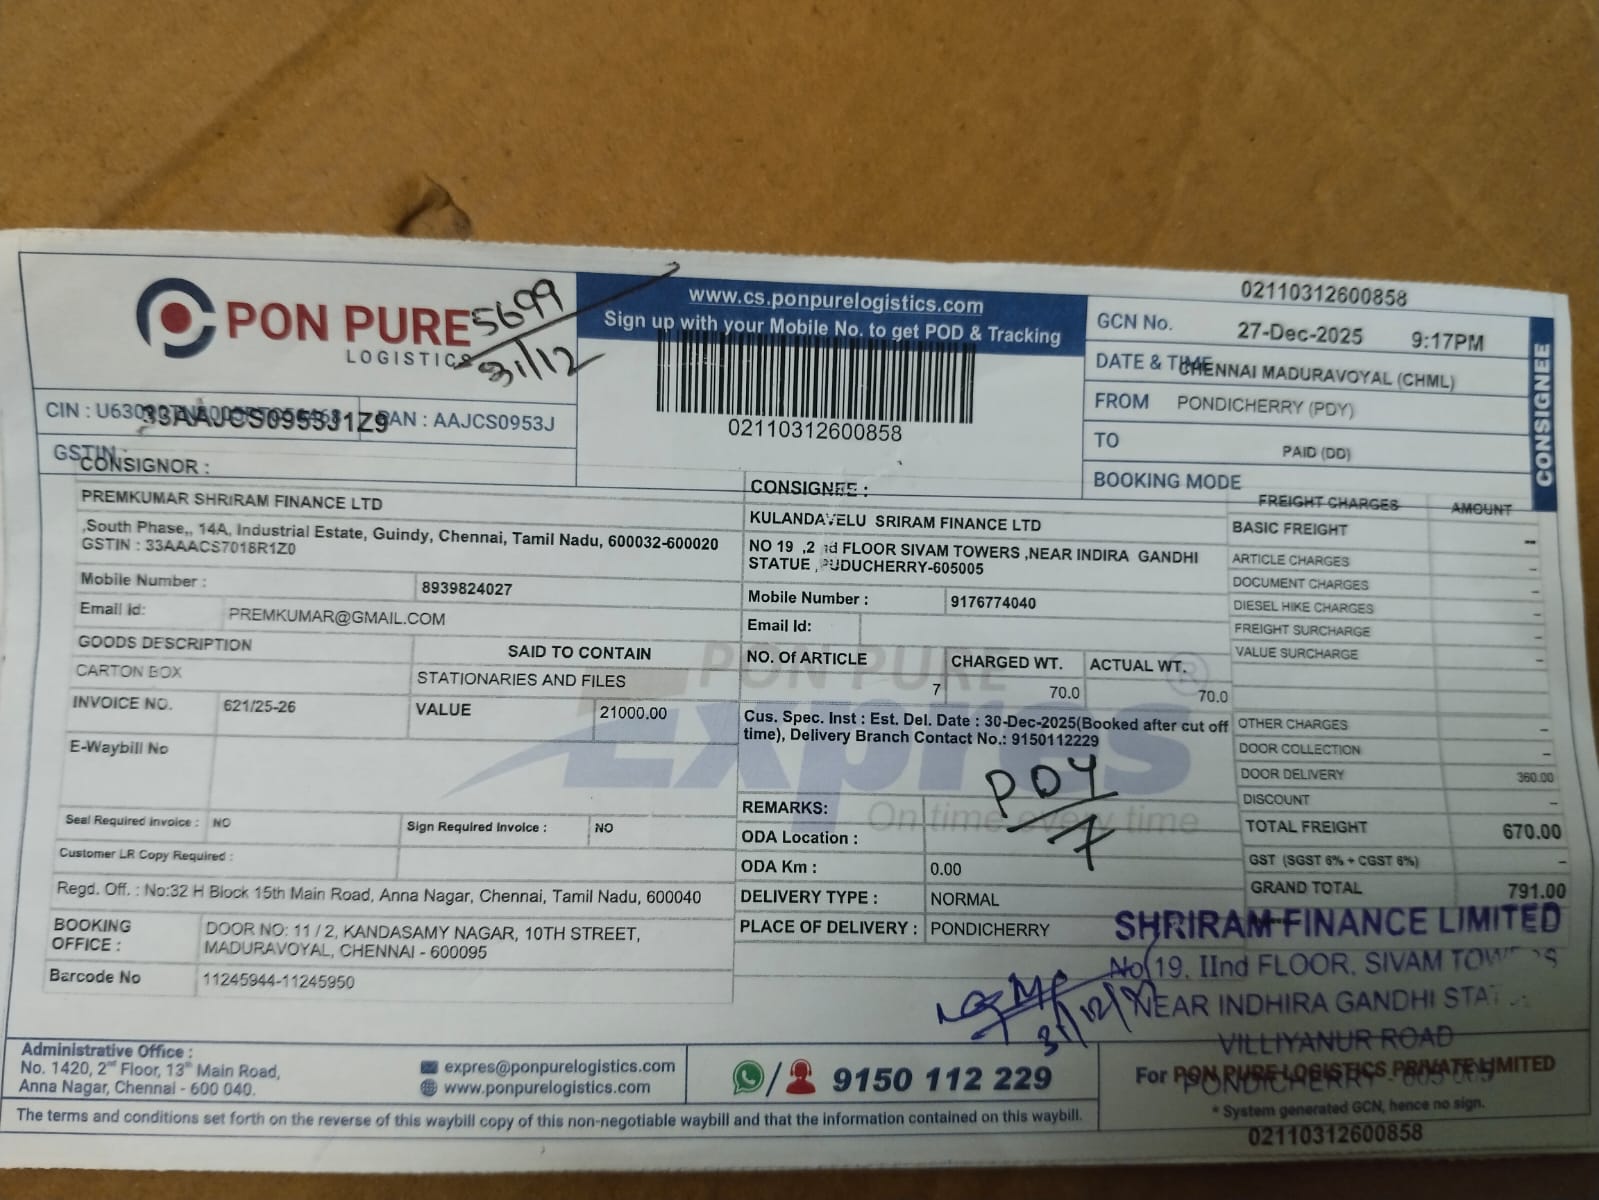 02110312600858
PON PURE
LOGISTICS
5699
31/12
www.cs.ponpurelogistics.com
Sign up with your Mobile No. to get POD & Tracking
02110312600858
GCN No.
27-Dec-2025 9:17PM
DATE & TIME
CHENNAI MADURAVOYAL (CHML)
FROM PONDICHERRY (PDY)
TO PAID (DD)
BOOKING MODE
CONSIGNEE
CIN : PAN : AAJCS0953J
33AAJCS0953J1Z9
GSTIN :
CONSIGNOR :
PREMKUMAR SHRIRAM FINANCE LTD
,South Phase,, 14A, Industrial Estate, Guindy, Chennai, Tamil Nadu, 600032-600020
GSTIN : 33AAACS7018R1Z0
Mobile Number : 8939824027
Email Id: PREMKUMAR@GMAIL.COM
GOODS DESCRIPTION SAID TO CONTAIN
CARTON BOX STATIONARIES AND FILES
INVOICE NO. 621/25-26 VALUE 21000.00
E-Waybill No
Seal Required Invoice : NO Sign Required Invoice : NO
Customer LR Copy Required :
Regd. Off. : No:32 H Block 15th Main Road, Anna Nagar, Chennai, Tamil Nadu, 600040
BOOKING OFFICE : DOOR NO: 11 / 2, KANDASAMY NAGAR, 10TH STREET,
MADURAVOYAL, CHENNAI - 600095
Barcode No 11245944-11245950
CONSIGNEE :
KULANDAVELU SRIRAM FINANCE LTD
NO 19 ,2 nd FLOOR SIVAM TOWERS ,NEAR INDIRA GANDHI
STATUE ,PUDUCHERRY-605005
Mobile Number : 9176774040
Email Id:
NO. Of ARTICLE CHARGED WT. ACTUAL WT.
7 70.0 70.0
Cus. Spec. Inst : Est. Del. Date : 30-Dec-2025(Booked after cut off
time), Delivery Branch Contact No.: 9150112229
PDY
7
REMARKS:
ODA Location :
ODA Km : 0.00
DELIVERY TYPE : NORMAL
PLACE OF DELIVERY : PONDICHERRY
PON PURE
Expres
On time every time
FREIGHT CHARGES AMOUNT
BASIC FREIGHT --
ARTICLE CHARGES –
DOCUMENT CHARGES –
DIESEL HIKE CHARGES –
FREIGHT SURCHARGE –
VALUE SURCHARGE –
OTHER CHARGES –
DOOR COLLECTION –
DOOR DELIVERY 360.00
DISCOUNT –
TOTAL FREIGHT 670.00
GST (SGST 6% + CGST 6%) –
GRAND TOTAL 791.00
SHRIRAM FINANCE LIMITED
No 19, IInd FLOOR, SIVAM TOWERS
NEAR INDHIRA GANDHI STAT
VILLIYANUR ROAD
PONDICHERRY - 605 005
31/12/
Administrative Office :
No. 1420, 2nd Floor, 13th Main Road,
Anna Nagar, Chennai - 600 040.
expres@ponpurelogistics.com
www.ponpurelogistics.com
9150 112 229
For PON PURE LOGISTICS PRIVATE LIMITED
* System generated GCN, hence no sign.
The terms and conditions set forth on the reverse of this waybill copy of this non-negotiable waybill and that the information contained on this waybill.
02110312600858